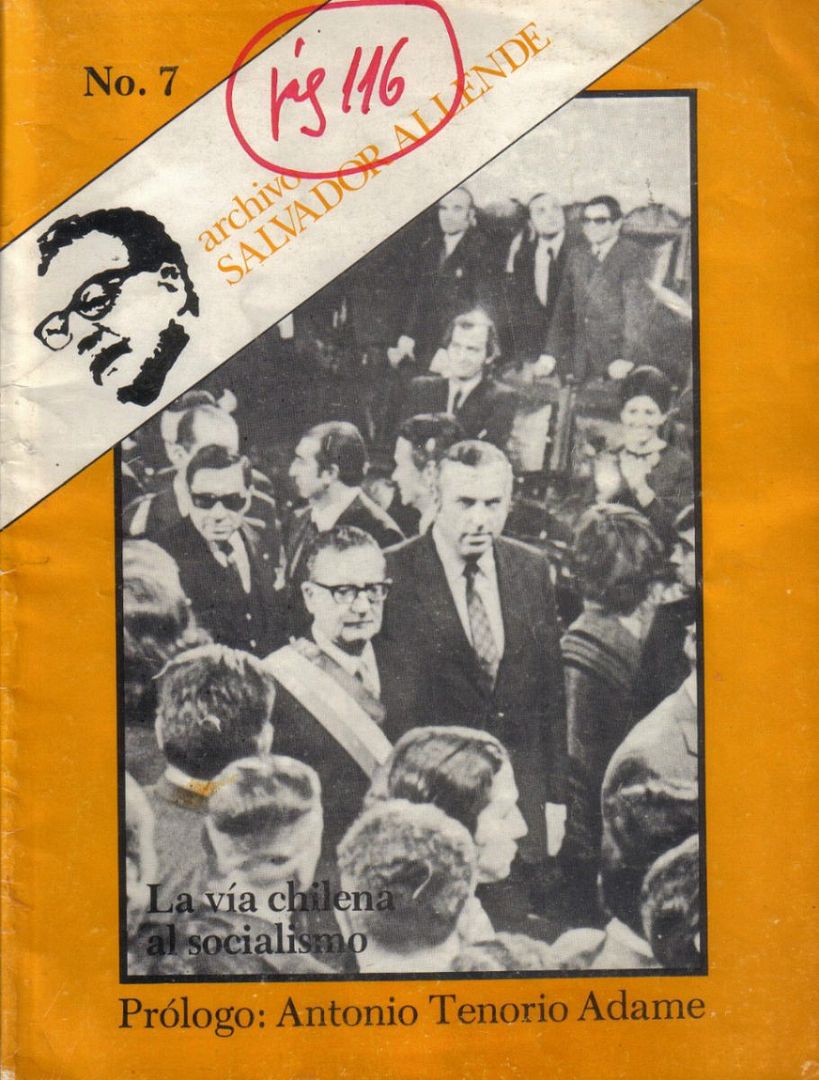 No. 7
pág 116
archivo
SALVADOR ALLENDE
La vía chilena
al socialismo
Prólogo: Antonio Tenorio Adame